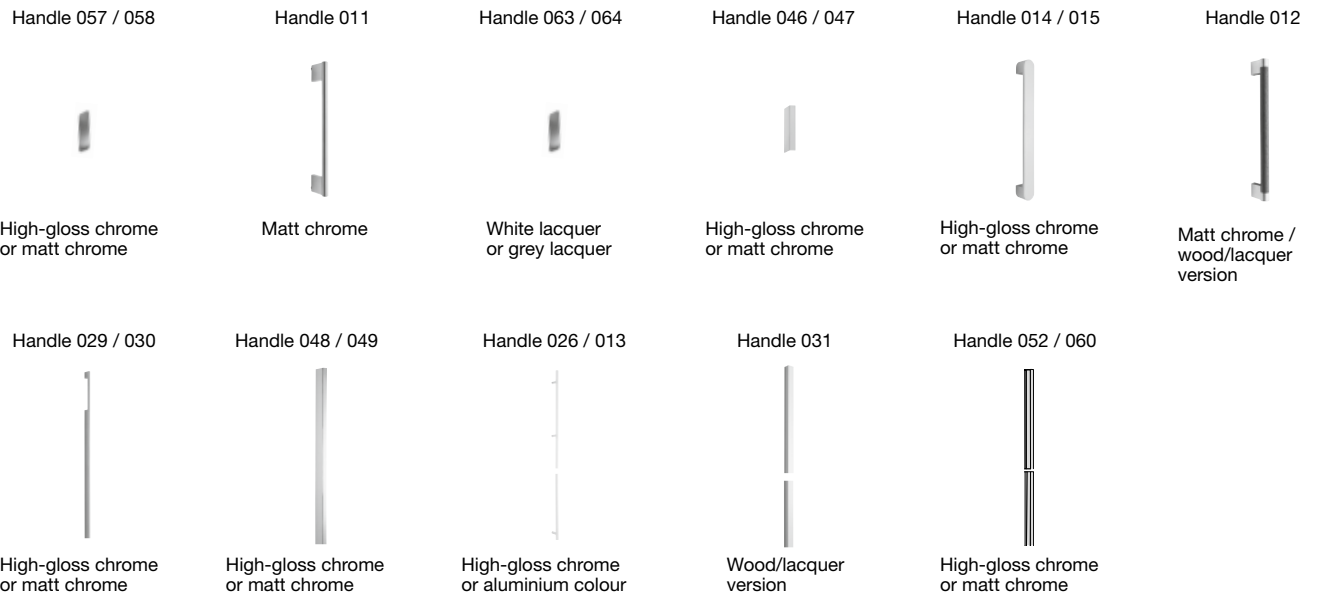 Handle 057 / 058
Handle 011
Handle 063 / 064
Handle 046 / 047
Handle 014 / 015
Handle 012
High-gloss chrome
or matt chrome
Matt chrome
White lacquer
or grey lacquer
High-gloss chrome
or matt chrome
High-gloss chrome
or matt chrome
Matt chrome /
wood/lacquer
version
Handle 029 / 030
Handle 048 / 049
Handle 026 / 013
Handle 031
Handle 052 / 060
High-gloss chrome
or matt chrome
High-gloss chrome
or matt chrome
High-gloss chrome
or aluminium colour
Wood/lacquer
version
High-gloss chrome
or matt chrome